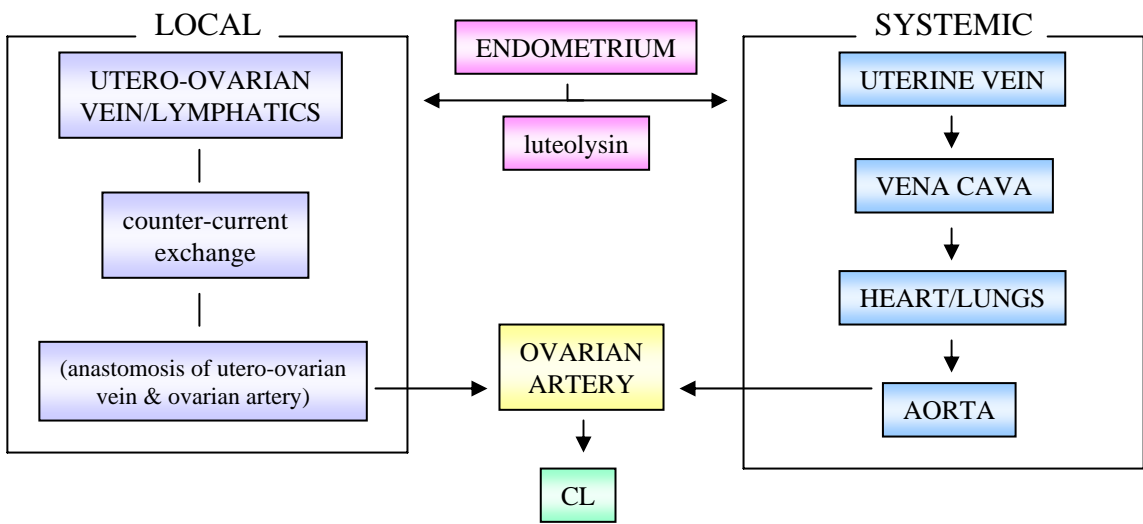 LOCAL
UTERO-OVARIAN
VEIN/LYMPHATICS
counter-current
exchange
(anastomosis of utero-ovarian
vein & ovarian artery)
ENDOMETRIUM
luteolysin
OVARIAN
ARTERY
CL
SYSTEMIC
UTERINE VEIN
VENA CAVA
HEART/LUNGS
AORTA